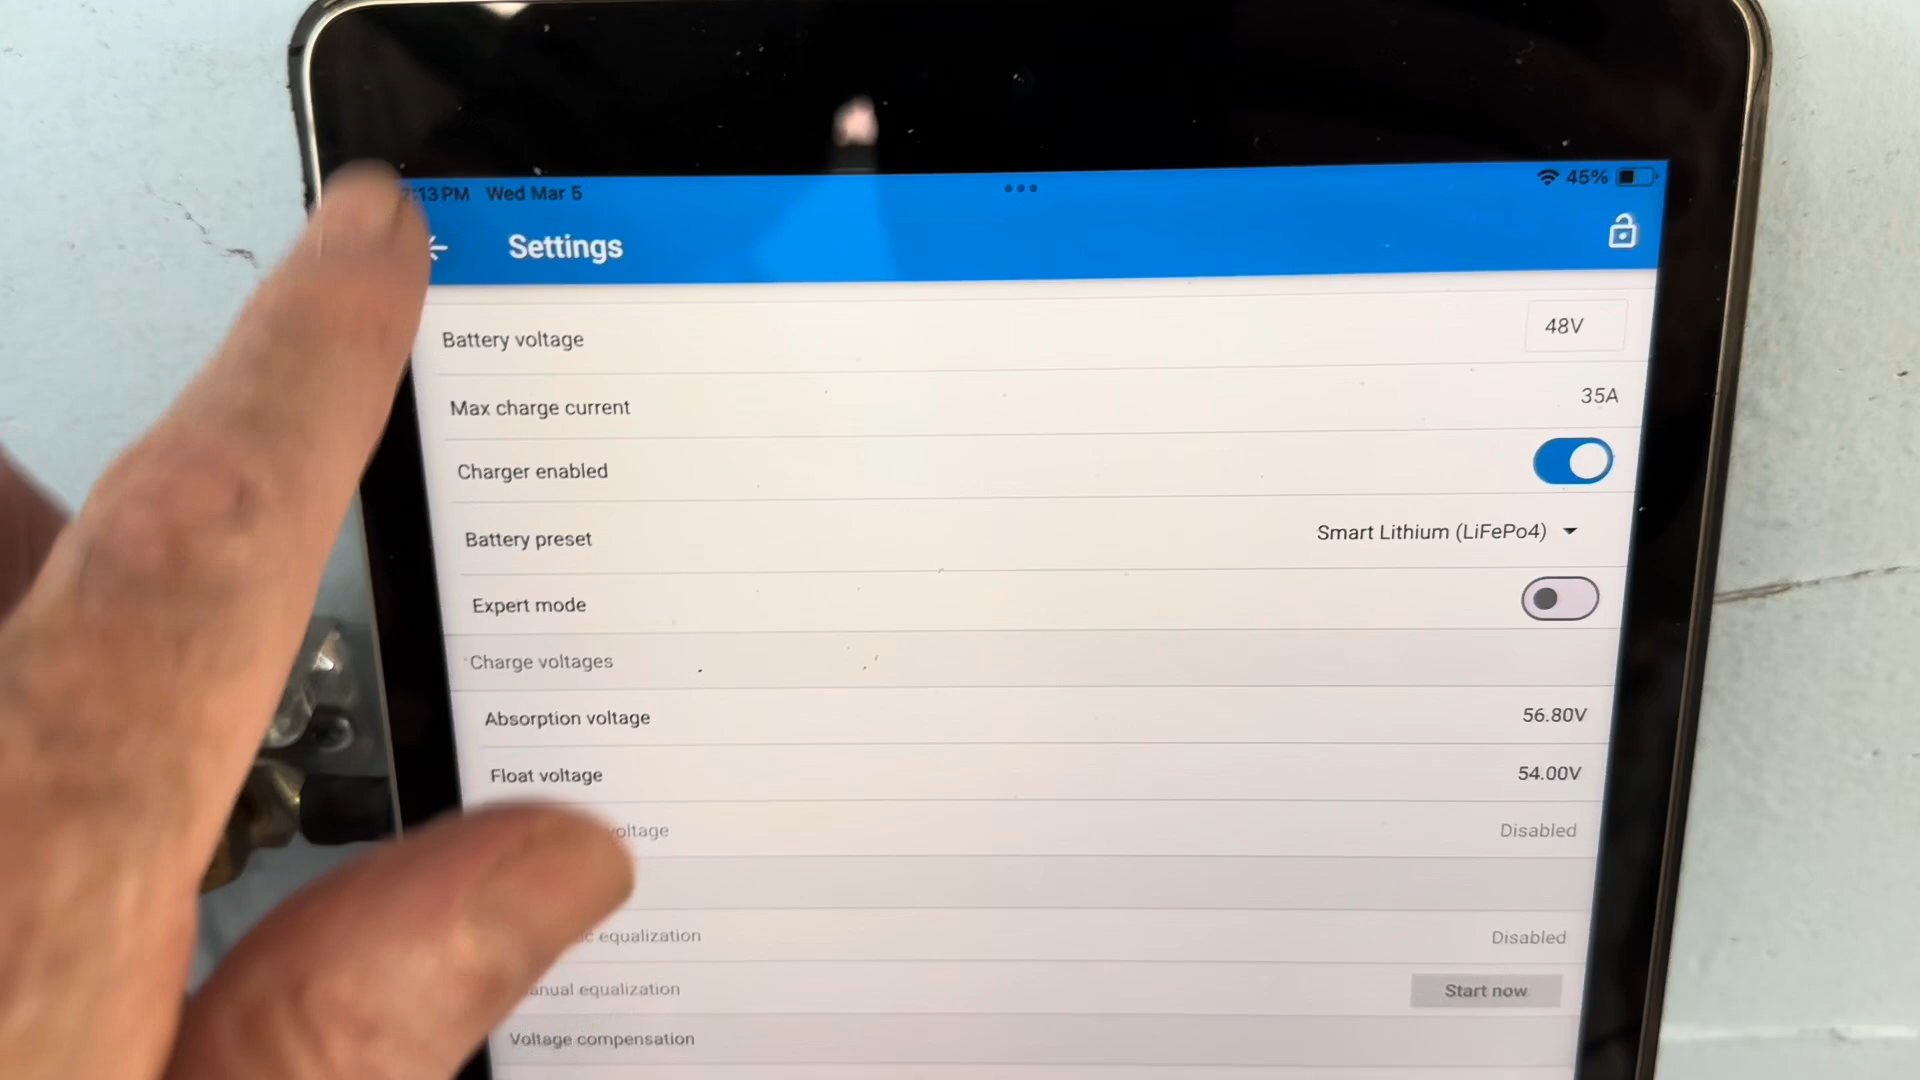 :13 PM Wed Mar 5
45%
Settings
Battery voltage 48V
Max charge current 35A
Charger enabled
Battery preset Smart Lithium (LiFePo4)
Expert mode
Charge voltages
Absorption voltage 56.80V
Float voltage 54.00V
voltage Disabled
equalization Disabled
Manual equalization Start now
Voltage compensation